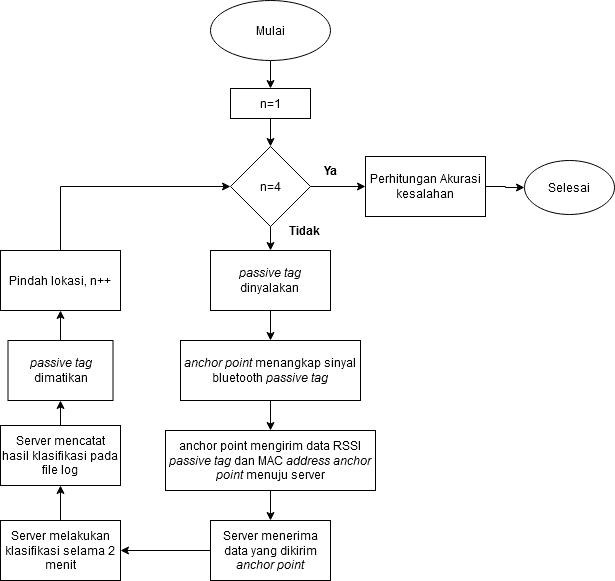 Mulai
n=1
n=4
Ya
Perhitungan Akurasi
kesalahan
Selesai
Tidak
passive tag
dinyalakan
anchor point menangkap sinyal
bluetooth passive tag
anchor point mengirim data RSSI
passive tag dan MAC address anchor
point menuju server
Server menerima
data yang dikirim
anchor point
Server melakukan
klasifikasi selama 2
menit
Server mencatat
hasil klasifikasi pada
file log
passive tag
dimatikan
Pindah lokasi, n++